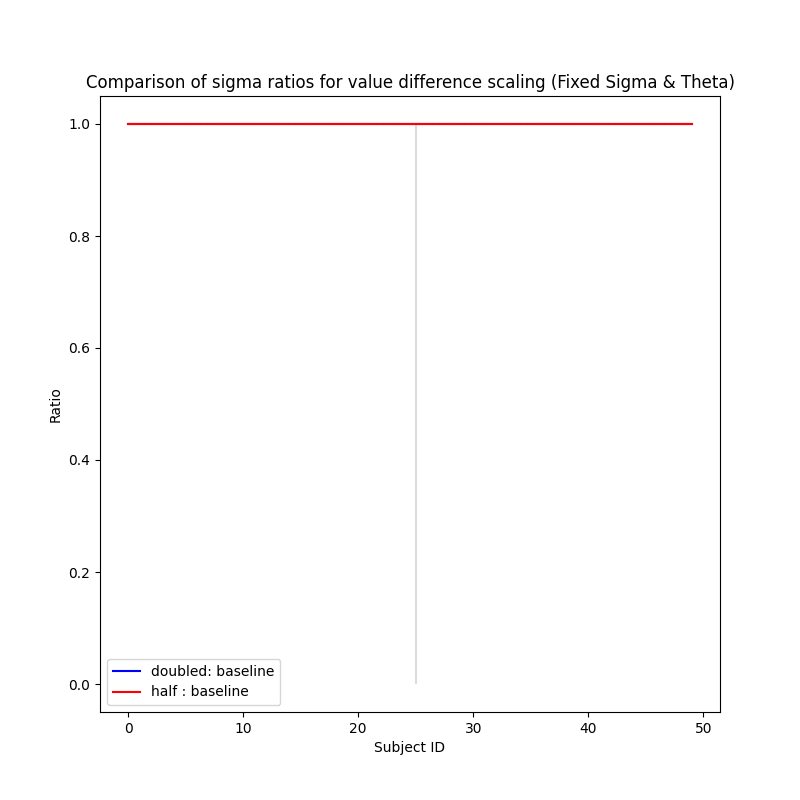 Comparison of sigma ratios for value difference scaling (Fixed Sigma & Theta)
1.0
0.8
0.6
0.4
0.2
0.0
Ratio
doubled: baseline
half : baseline
0 10 20 30 40 50
Subject ID